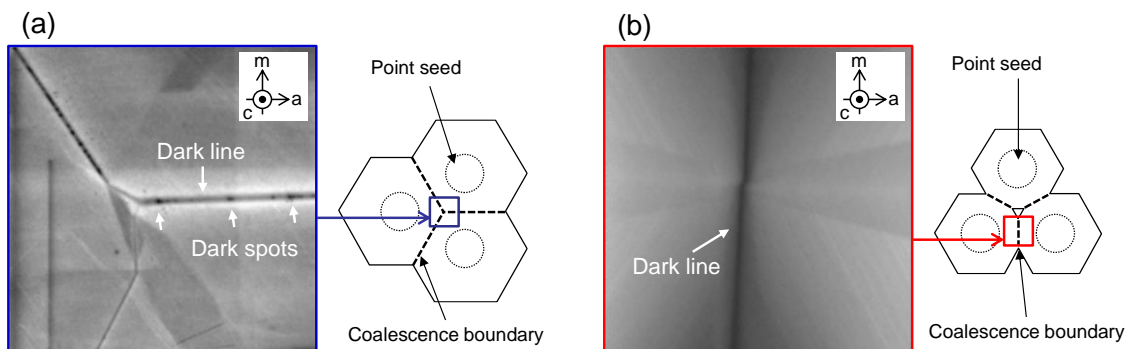 (a)
m
a
c
Dark line
Dark spots
Point seed
Coalescence boundary
(b)
m
a
c
Dark line
Point seed
Coalescence boundary